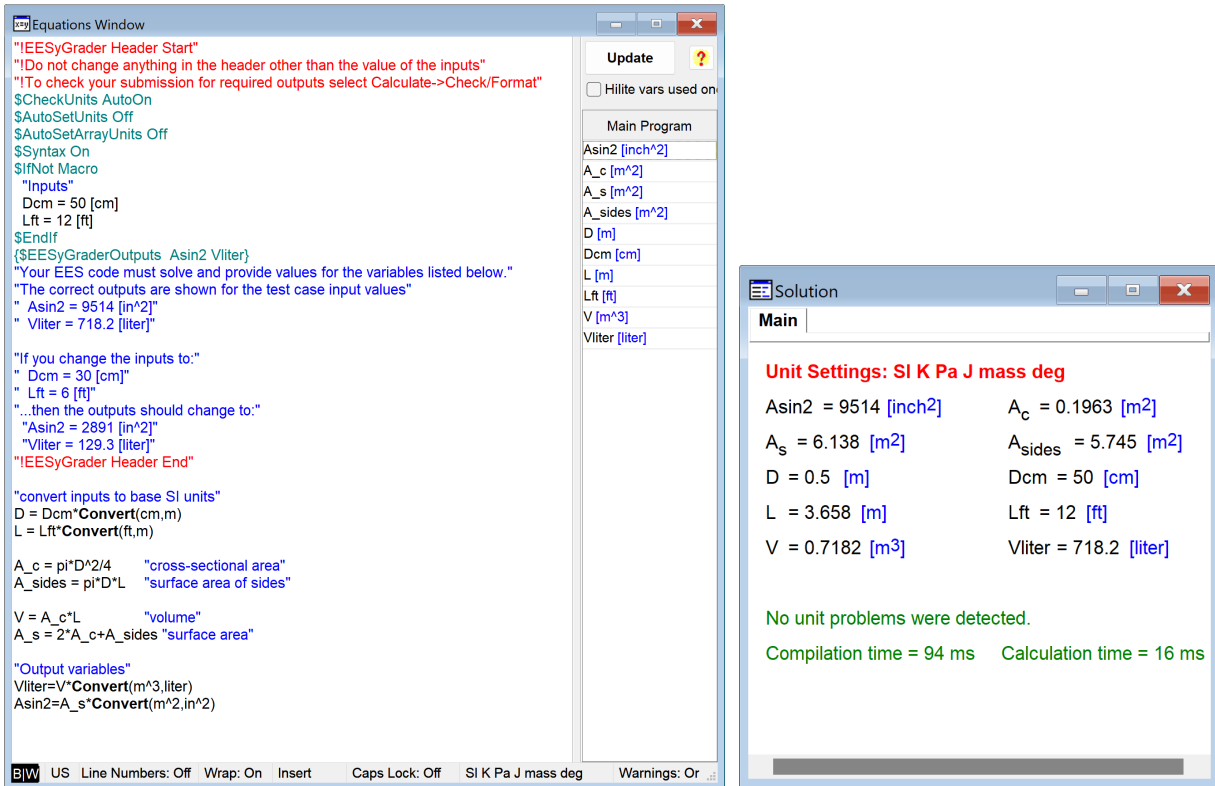 x=y Equations Window
"!EESyGrader Header Start"
"!Do not change anything in the header other than the value of the inputs"
"!To check your submission for required outputs select Calculate->Check/Format"
$CheckUnits AutoOn
$AutoSetUnits Off
$AutoSetArrayUnits Off
$Syntax On
$IfNot Macro
"Inputs"
Dcm = 50 [cm]
Lft = 12 [ft]
$EndIf
{$EESyGraderOutputs  Asin2 Vliter}
"Your EES code must solve and provide values for the variables listed below."
"The correct outputs are shown for the test case input values"
"  Asin2 = 9514 [in^2]"
"  Vliter = 718.2 [liter]"
"If you change the inputs to:"
"  Dcm = 30 [cm]"
"  Lft = 6 [ft]"
"...then the outputs should change to:"
"Asin2 = 2891 [in^2]"
"Vliter = 129.3 [liter]"
"!EESyGrader Header End"
"convert inputs to base SI units"
D = Dcm*Convert(cm,m)
L = Lft*Convert(ft,m)
A_c = pi*D^2/4 "cross-sectional area"
A_sides = pi*D*L "surface area of sides"
V = A_c*L "volume"
A_s = 2*A_c+A_sides "surface area"
"Output variables"
Vliter=V*Convert(m^3,liter)
Asin2=A_s*Convert(m^2,in^2)
B|W US Line Numbers: Off Wrap: On Insert Caps Lock: Off SI K Pa J mass deg Warnings: Or
Update ?
Hilite vars used on
Main Program
Asin2 [inch^2]
A_c [m^2]
A_s [m^2]
A_sides [m^2]
D [m]
Dcm [cm]
L [m]
Lft [ft]
V [m^3]
Vliter [liter]
Solution
Main
Unit Settings: SI K Pa J mass deg
Asin2 = 9514 [inch2] Ac = 0.1963 [m2]
As = 6.138 [m2] Asides = 5.745 [m2]
D = 0.5 [m] Dcm = 50 [cm]
L = 3.658 [m] Lft = 12 [ft]
V = 0.7182 [m3] Vliter = 718.2 [liter]
No unit problems were detected.
Compilation time = 94 ms Calculation time = 16 ms